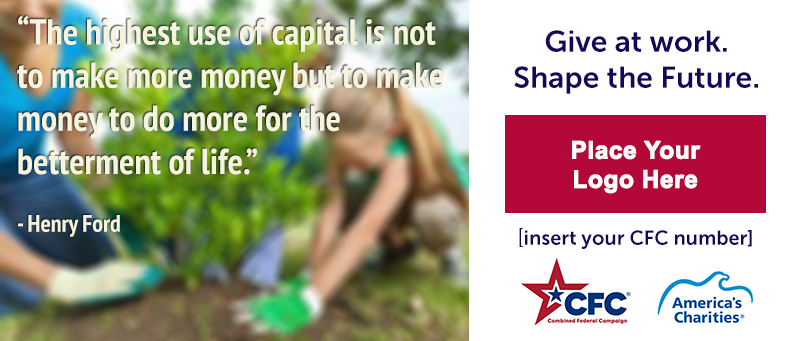 “The highest use of capital is not
to make more money but to make
money to do more for the
betterment of life.”
- Henry Ford
Give at work.
Shape the Future.
Place Your
Logo Here
[insert your CFC number]
CFC®
Combined Federal Campaign
America's
Charities®